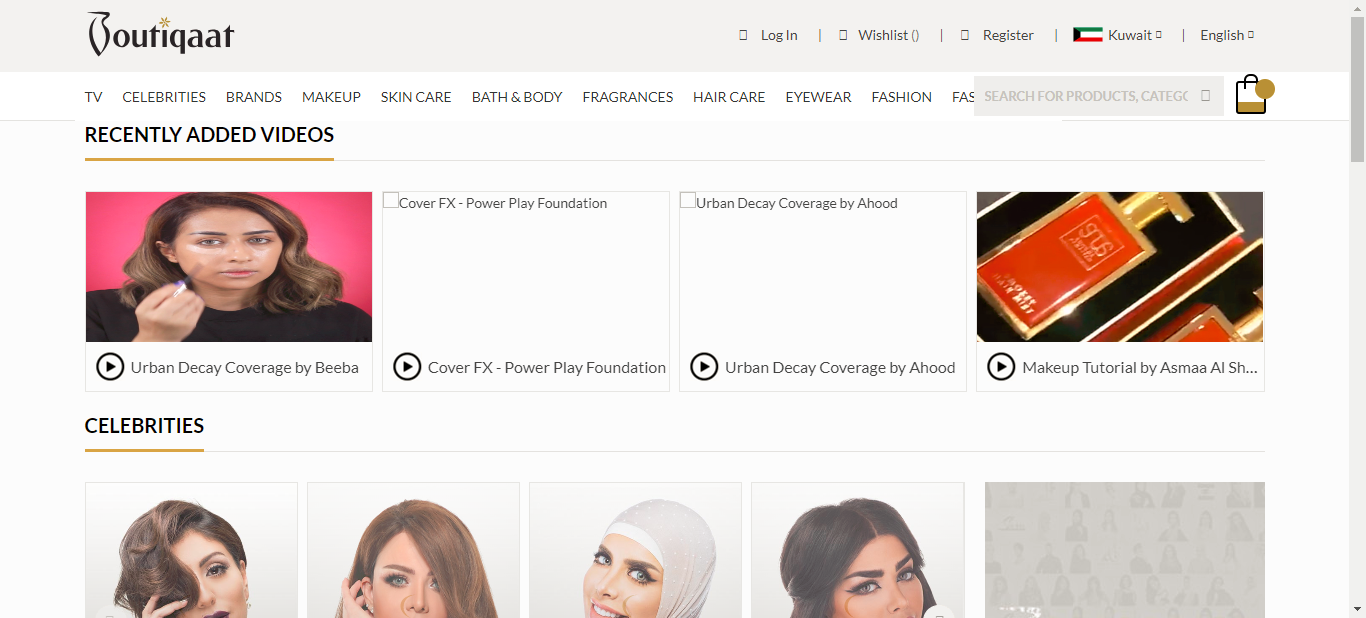 Boutiqaat
Log In | Wishlist () | Register | Kuwait | English
TV CELEBRITIES BRANDS MAKEUP SKIN CARE BATH & BODY FRAGRANCES HAIR CARE EYEWEAR FASHION FAS
SEARCH FOR PRODUCTS, CATEG
RECENTLY ADDED VIDEOS
Cover FX - Power Play Foundation
Urban Decay Coverage by Ahood
Urban Decay Coverage by Beeba
Cover FX - Power Play Foundation
Urban Decay Coverage by Ahood
Makeup Tutorial by Asmaa Al Sh...
CELEBRITIES